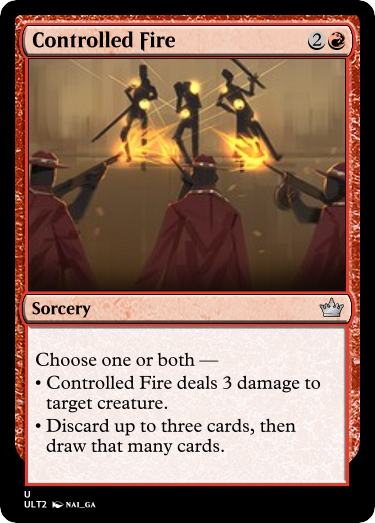 Controlled Fire 2
Sorcery
Choose one or both —
• Controlled Fire deals 3 damage to
target creature.
• Discard up to three cards, then
draw that many cards.
U
ULT2 NAI_GA